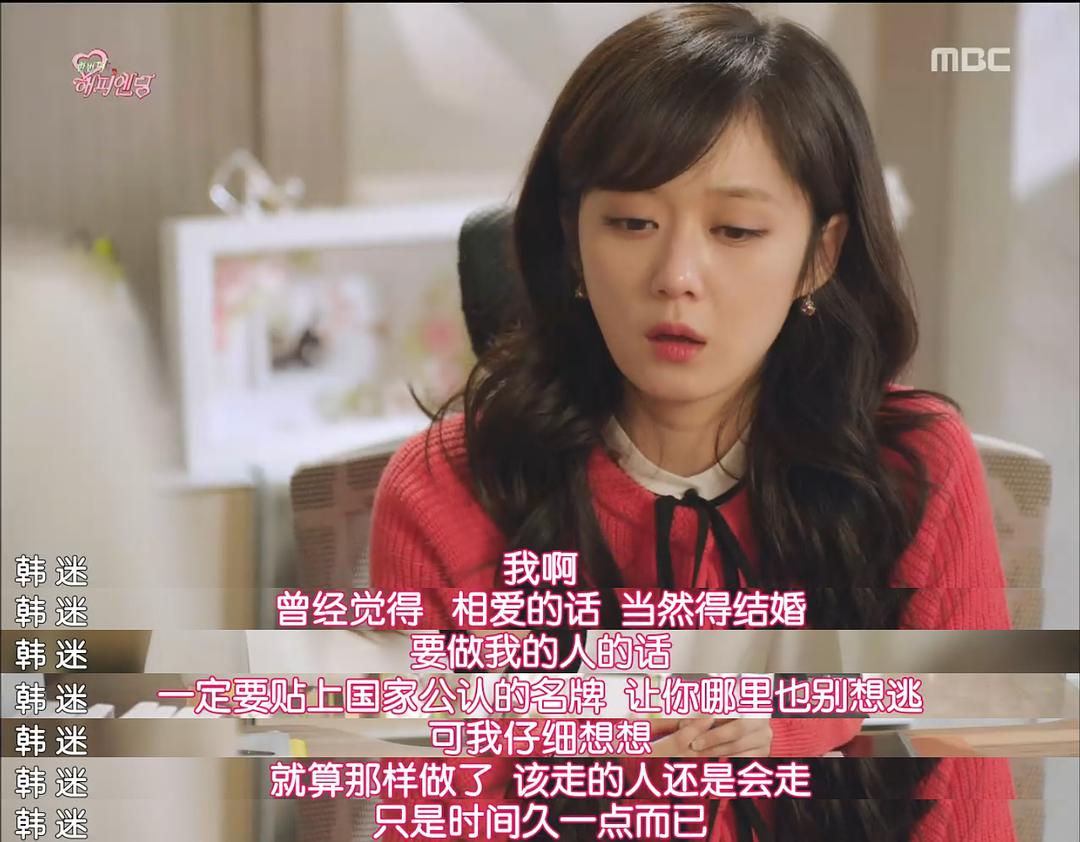 한번 더
해피엔딩
MBC
韩迷 我啊
韩迷 曾经觉得 相爱的话 当然得结婚
韩迷 要做我的人的话
韩迷 一定要贴上国家公认的名牌 让你哪里也别想逃
韩迷 可我仔细想想
韩迷 就算那样做了 该走的人还是会走
韩迷 只是时间久一点而已